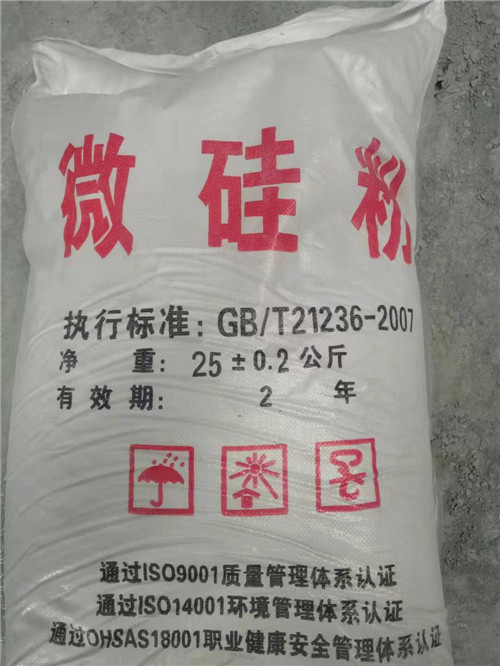 微硅粉
执行标准：GB/T21236-2007
净 重：25±0.2公斤
有效期： 2 年
通过ISO9001质量管理体系认证
通过ISO14001环境管理体系认证
通过OHSAS18001职业健康安全管理体系认证